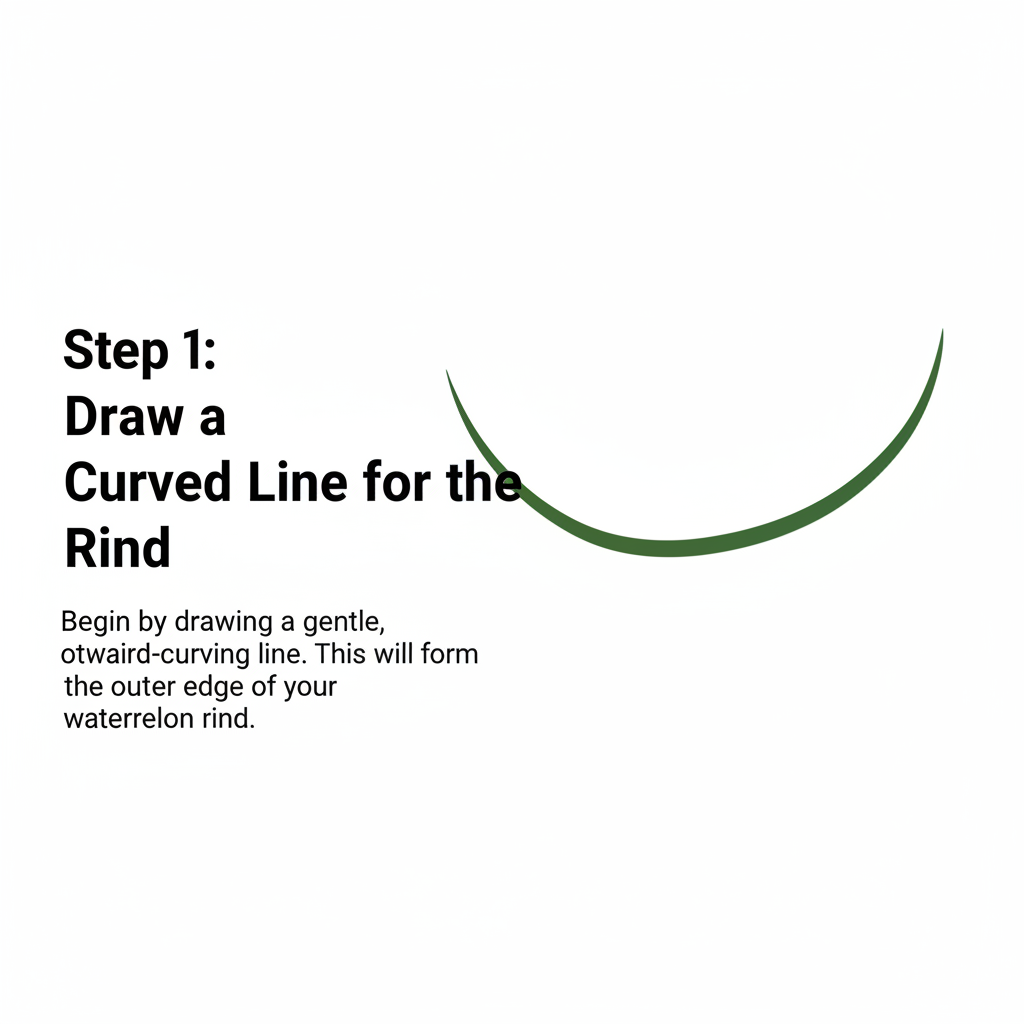 Step 1:
Draw a
Curved Line for the
Rind
Begin by drawing a gentle,
otwaird-curving line. This will form
the outer edge of your
waterrelon rind.